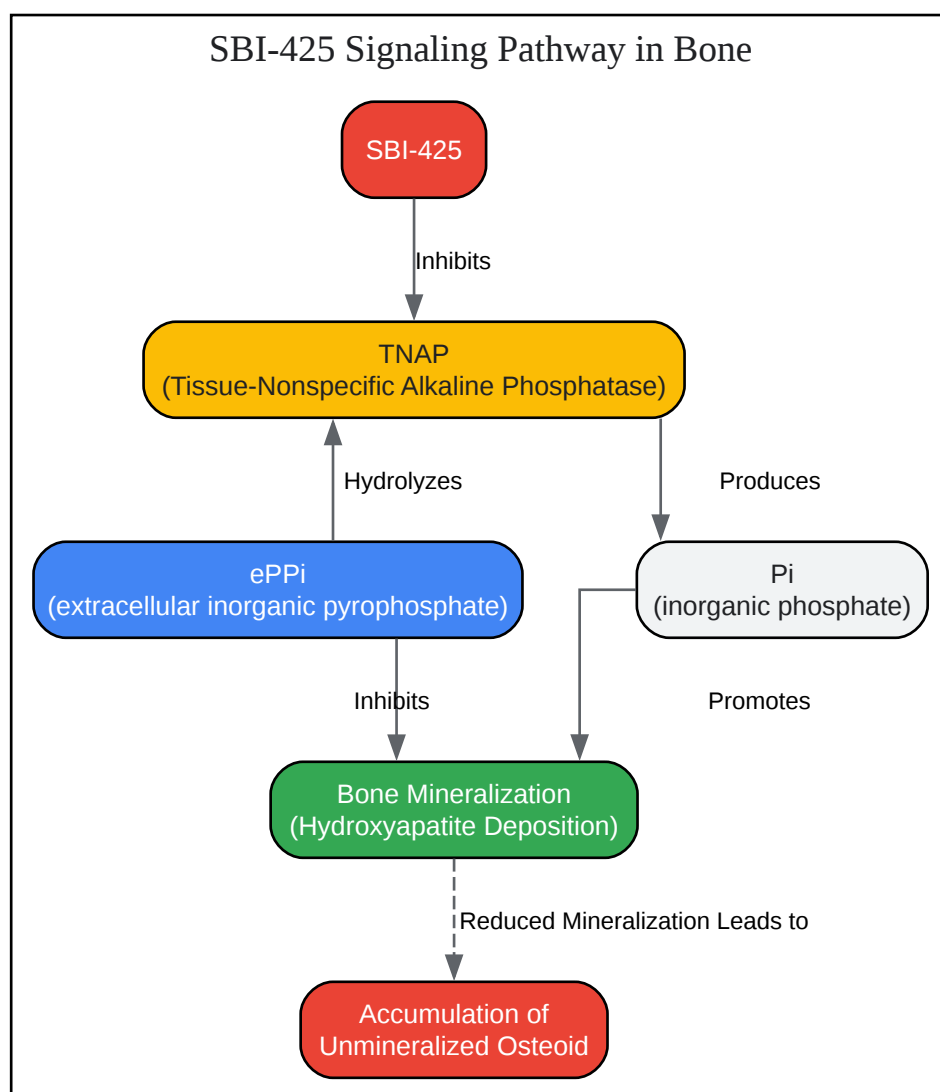 SBI-425 Signaling Pathway in Bone
SBI-425
Inhibits
TNAP
(Tissue-Nonspecific Alkaline Phosphatase)
Hydrolyzes
Produces
ePPi
(extracellular inorganic pyrophosphate)
Pi
(inorganic phosphate)
Inhibits
Promotes
Bone Mineralization
(Hydroxyapatite Deposition)
Reduced Mineralization Leads to
Accumulation of
Unmineralized Osteoid